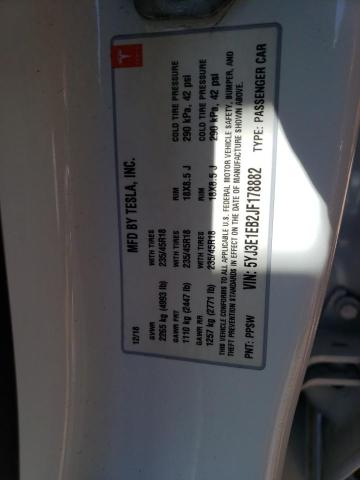 MFD BY TESLA, INC.
12/18
GVWR
2265 kg (4993 lb)
GAWR FRT WITH TIRES RIM COLD TIRE PRESSURE
1110 kg (2447 lb) 235/45R18 18X8.5 J 290 kPa, 42 psi
GAWR RR WITH TIRES RIM COLD TIRE PRESSURE
1257 kg (2771 lb) 235/45R18 18X8.5 J 290 kPa, 42 psi
THIS VEHICLE CONFORMS TO ALL APPLICABLE U.S. FEDERAL MOTOR VEHICLE SAFETY, BUMPER, AND
THEFT PREVENTION STANDARDS IN EFFECT ON THE DATE OF MANUFACTURE SHOWN ABOVE.
VIN: 5YJ3E1EB2JF178882
PNT: PPSW TYPE: PASSENGER CAR